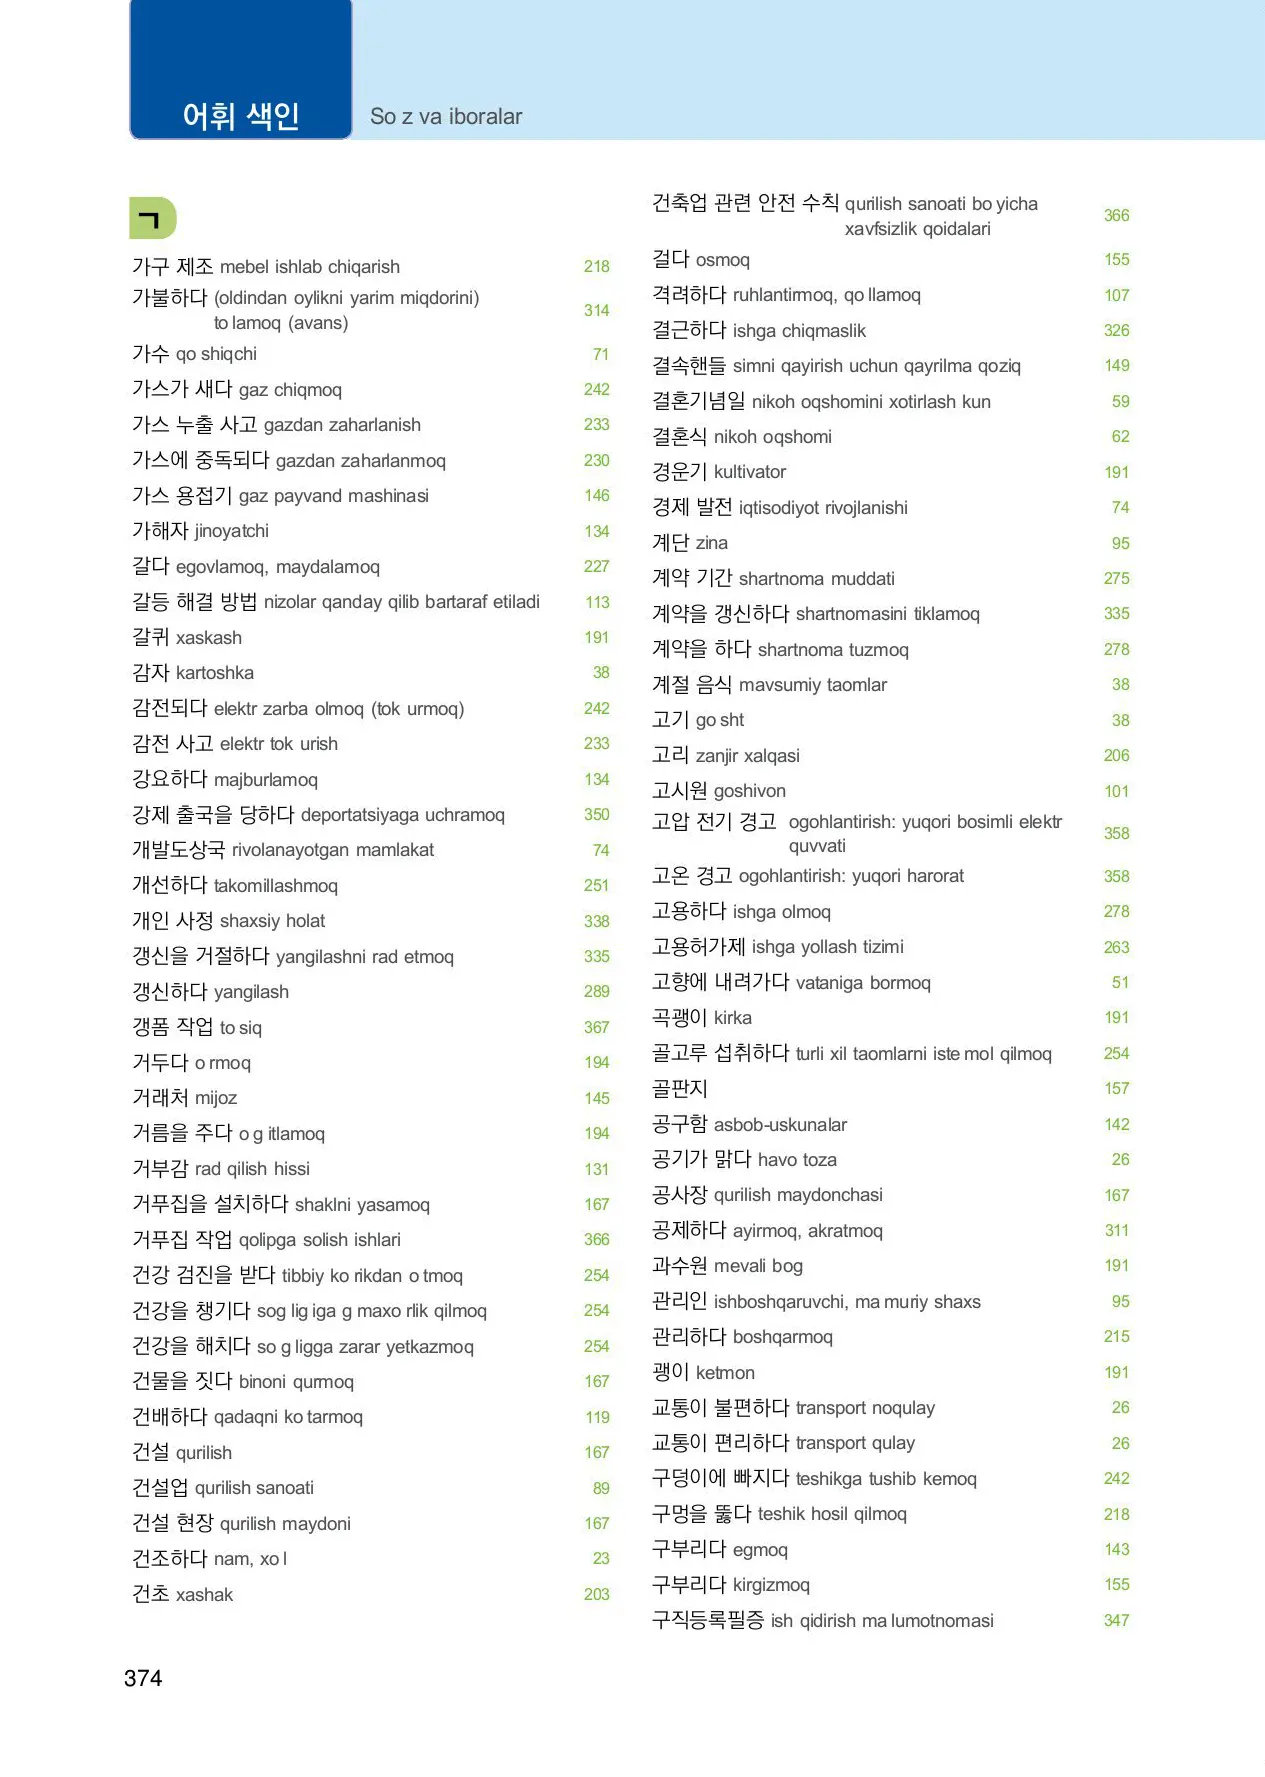 어휘 색인 So z va iboralar
ㄱ
가구 제조 mebel ishlab chiqarish 218
가불하다 (oldindan oylikni yarim miqdorini)
to lamoq (avans) 314
가수 qo shiqchi 71
가스가 새다 gaz chiqmoq 242
가스 누출 사고 gazdan zaharlanish 233
가스에 중독되다 gazdan zaharlanmoq 230
가스 용접기 gaz payvand mashinasi 146
가해자 jinoyatchi 134
갈다 egovlamoq, maydalamoq 227
갈등 해결 방법 nizolar qanday qilib bartaraf etiladi 113
갈퀴 xaskash 191
감자 kartoshka 38
감전되다 elektr zarba olmoq (tok urmoq) 242
감전 사고 elektr tok urish 233
강요하다 majburlamoq 134
강제 출국을 당하다 deportatsiyaga uchramoq 350
개발도상국 rivolanayotgan mamlakat 74
개선하다 takomillashmoq 251
개인 사정 shaxsiy holat 338
갱신을 거절하다 yangilashni rad etmoq 335
갱신하다 yangilash 289
갱폼 작업 to siq 367
거두다 o rmoq 194
거래처 mijoz 145
거름을 주다 o g itlamoq 194
거부감 rad qilish hissi 131
거푸집을 설치하다 shaklni yasamoq 167
거푸집 작업 qolipga solish ishlari 366
건강 검진을 받다 tibbiy ko rikdan o tmoq 254
건강을 챙기다 sog lig iga g maxo rlik qilmoq 254
건강을 해치다 so g ligga zarar yetkazmoq 254
건물을 짓다 binoni qurmoq 167
건배하다 qadaqni ko tarmoq 119
건설 qurilish 167
건설업 qurilish sanoati 89
건설 현장 qurilish maydoni 167
건조하다 nam, xo l 23
건초 xashak 203
건축업 관련 안전 수칙 qurilish sanoati bo yicha
xavfsizlik qoidalari 366
걸다 osmoq 155
격려하다 ruhlantirmoq, qo llamoq 107
결근하다 ishga chiqmaslik 326
결속핸들 simni qayirish uchun qayrilma qoziq 149
결혼기념일 nikoh oqshomini xotirlash kun 59
결혼식 nikoh oqshomi 62
경운기 kultivator 191
경제 발전 iqtisodiyot rivojlanishi 74
계단 zina 95
계약 기간 shartnoma muddati 275
계약을 갱신하다 shartnomasini tiklamoq 335
계약을 하다 shartnoma tuzmoq 278
계절 음식 mavsumiy taomlar 38
고기 go sht 38
고리 zanjir xalqasi 206
고시원 goshivon 101
고압 전기 경고 ogohlantirish: yuqori bosimli elektr
quvvati 358
고온 경고 ogohlantirish: yuqori harorat 358
고용하다 ishga olmoq 278
고용허가제 ishga yollash tizimi 263
고향에 내려가다 vataniga bormoq 51
곡괭이 kirka 191
골고루 섭취하다 turli xil taomlarni iste mol qilmoq 254
골판지 157
공구함 asbob-uskunalar 142
공기가 맑다 havo toza 26
공사장 qurilish maydonchasi 167
공제하다 ayirmoq, akratmoq 311
과수원 mevali bog 191
관리인 ishboshqaruvchi, ma muriy shaxs 95
관리하다 boshqarmoq 215
괭이 ketmon 191
교통이 불편하다 transport noqulay 26
교통이 편리하다 transport qulay 26
구덩이에 빠지다 teshikga tushib kemoq 242
구멍을 뚫다 teshik hosil qilmoq 218
구부리다 egmoq 143
구부리다 kirgizmoq 155
구직등록필증 ish qidirish ma lumotnomasi 347
374